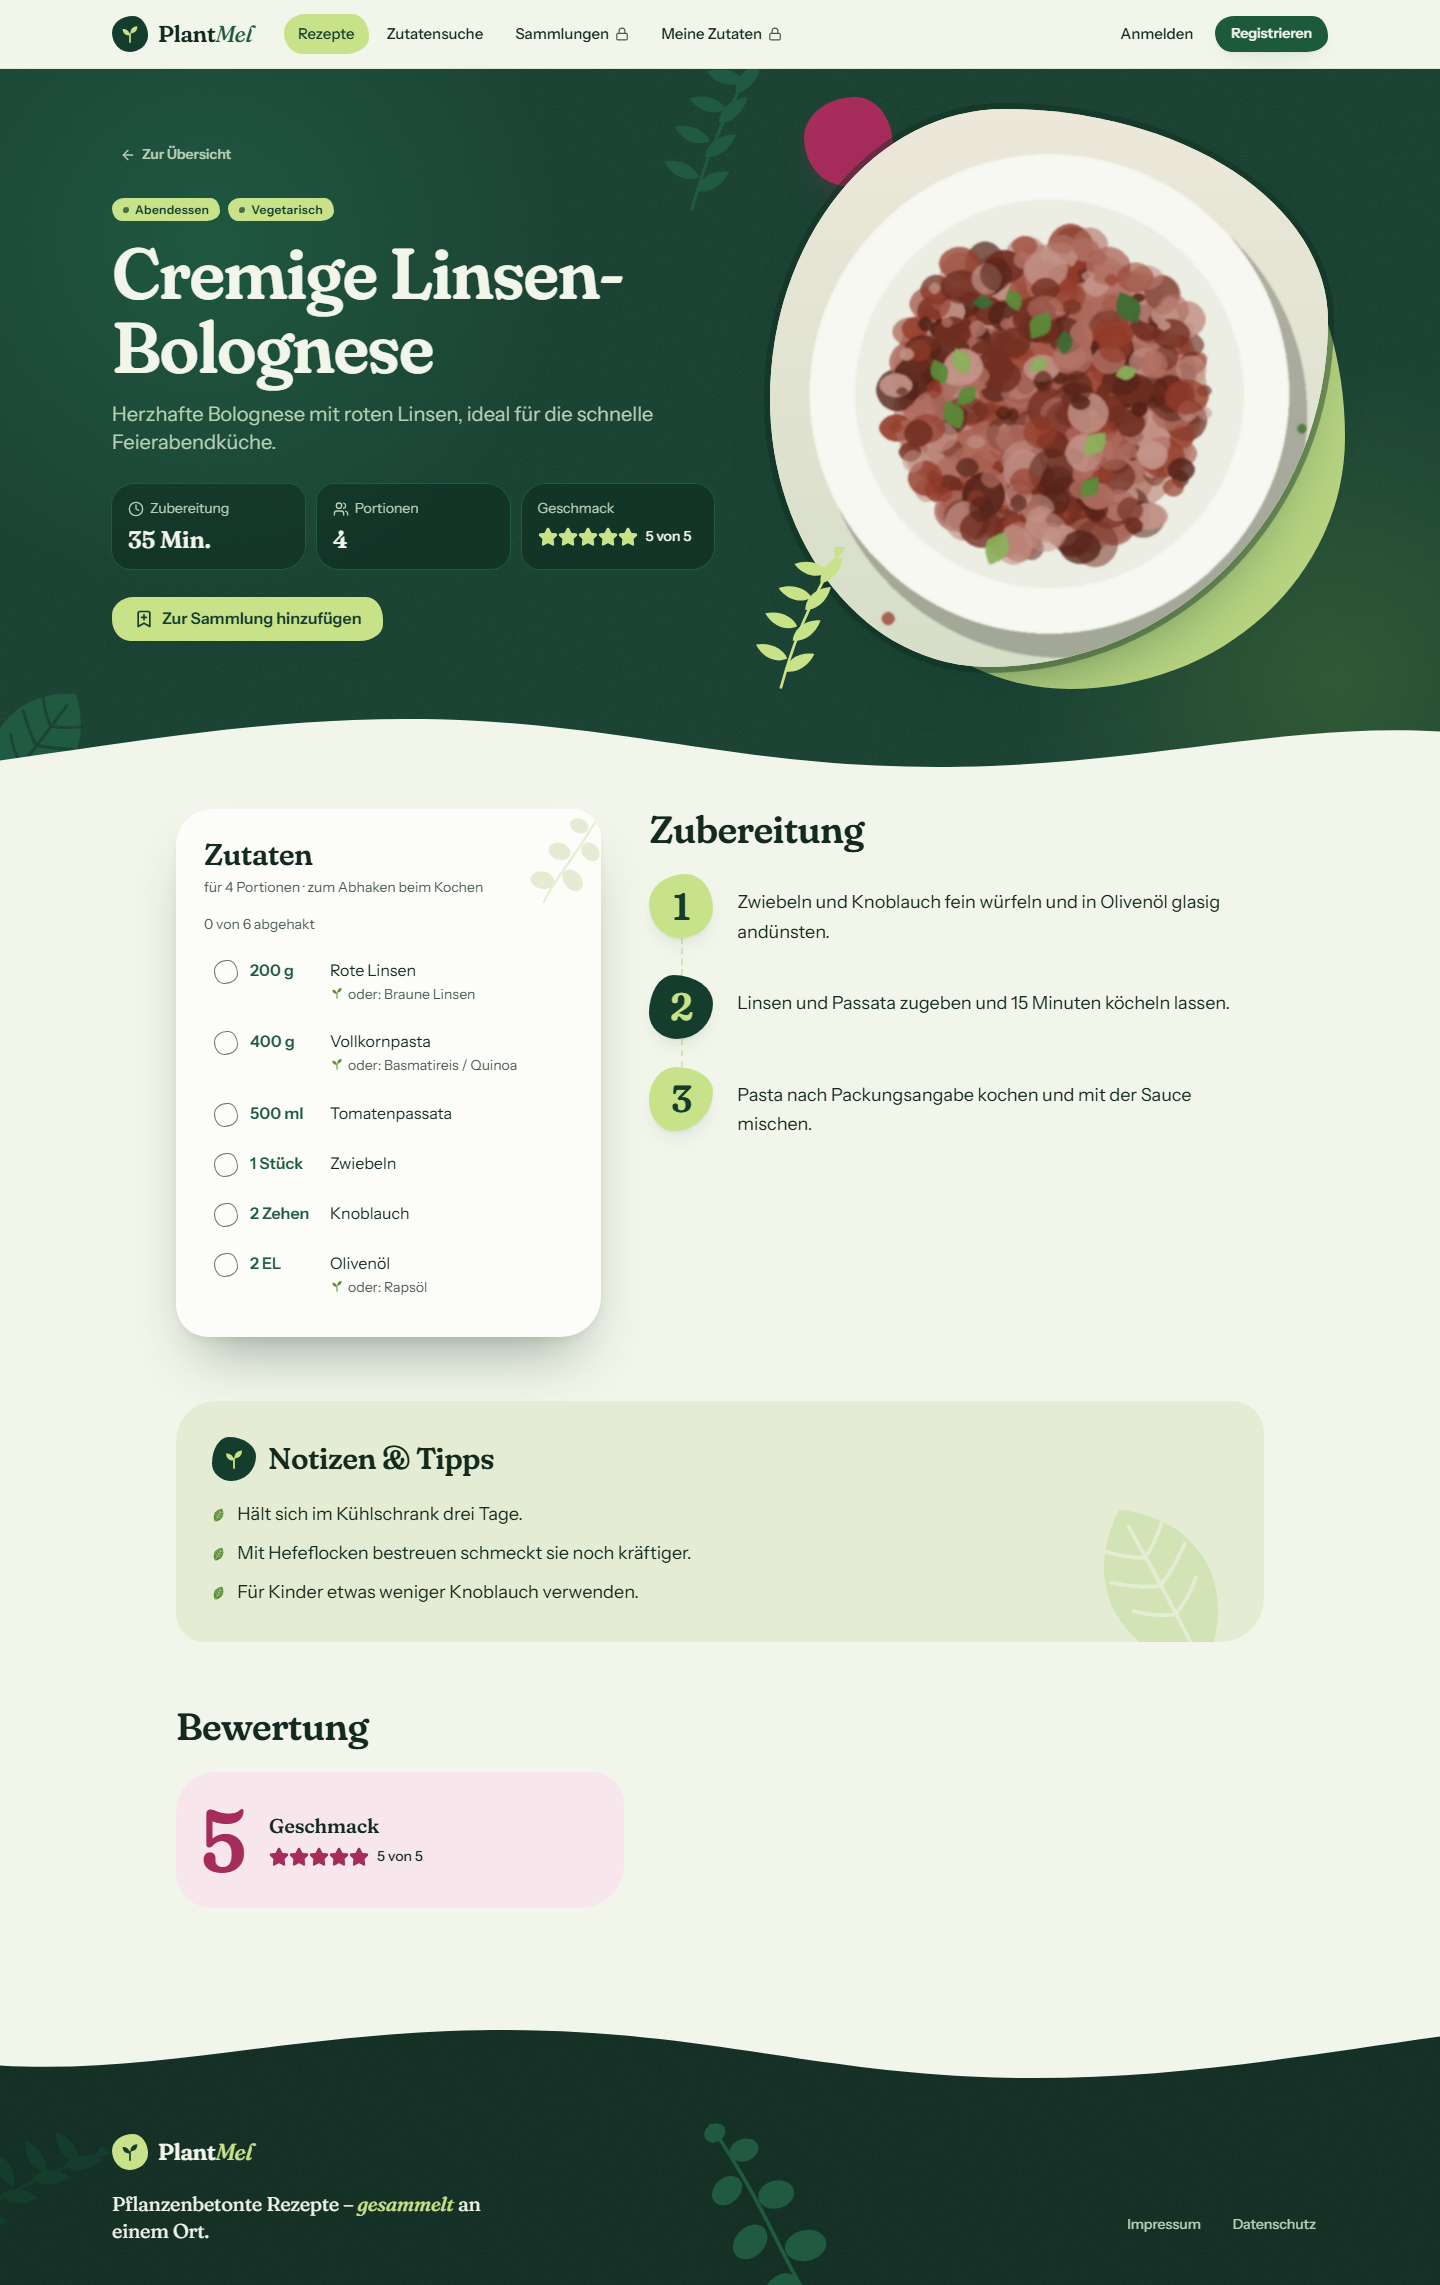 PlantMel
Rezepte
Zutatensuche
Sammlungen
Meine Zutaten
Anmelden
Registrieren
Zur Übersicht
Abendessen
Vegetarisch
Cremige Linsen-
Bolognese
Herzhafte Bolognese mit roten Linsen, ideal für die schnelle
Feierabendküche.
Zubereitung
35 Min.
Portionen
4
Geschmack
5 von 5
Zur Sammlung hinzufügen
Zutaten
für 4 Portionen · zum Abhaken beim Kochen
0 von 6 abgehakt
200 g Rote Linsen
oder: Braune Linsen
400 g Vollkornpasta
oder: Basmatireis / Quinoa
500 ml Tomatenpassata
1 Stück Zwiebeln
2 Zehen Knoblauch
2 EL Olivenöl
oder: Rapsöl
Zubereitung
1
Zwiebeln und Knoblauch fein würfeln und in Olivenöl glasig
andünsten.
2
Linsen und Passata zugeben und 15 Minuten köcheln lassen.
3
Pasta nach Packungsangabe kochen und mit der Sauce
mischen.
Notizen & Tipps
Hält sich im Kühlschrank drei Tage.
Mit Hefeflocken bestreuen schmeckt sie noch kräftiger.
Für Kinder etwas weniger Knoblauch verwenden.
Bewertung
5
Geschmack
5 von 5
PlantMel
Pflanzenbetonte Rezepte – gesammelt an
einem Ort.
Impressum
Datenschutz